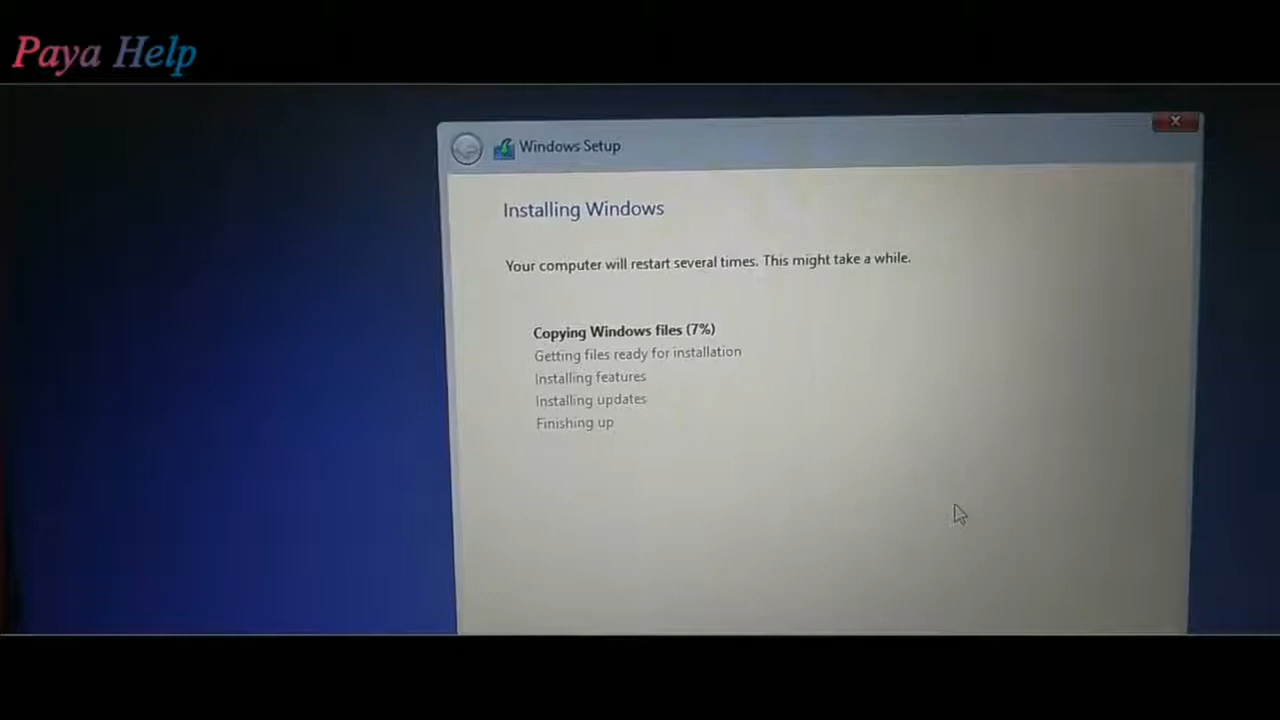 Paya Help
Windows Setup
Installing Windows
Your computer will restart several times. This might take a while.
Copying Windows files (7%)
Getting files ready for installation
Installing features
Installing updates
Finishing up